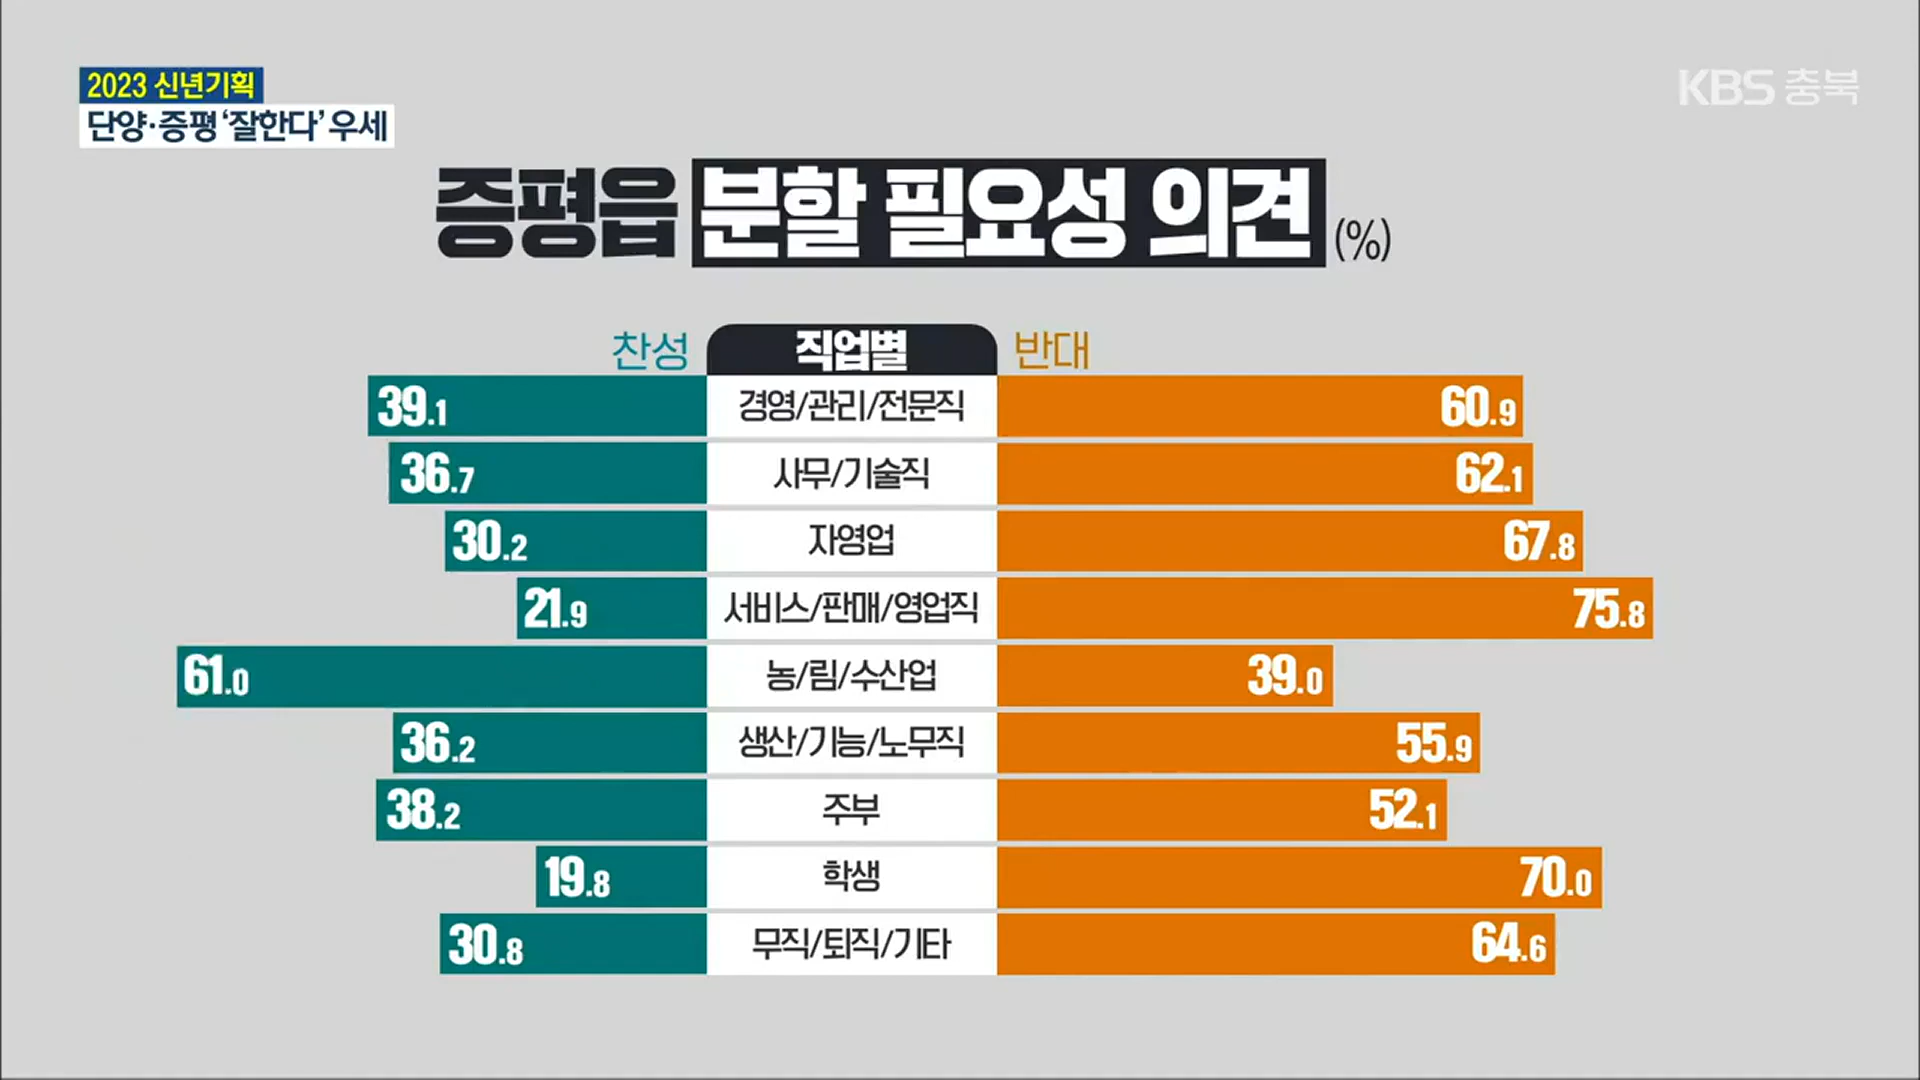 2023 신년기획
단양·증평 ‘잘한다’ 우세
KBS 충북
증평읍 분할 필요성 의견 (%)
찬성 직업별 반대
39.1 경영/관리/전문직 60.9
36.7 사무/기술직 62.1
30.2 자영업 67.8
21.9 서비스/판매/영업직 75.8
61.0 농/림/수산업 39.0
36.2 생산/기능/노무직 55.9
38.2 주부 52.1
19.8 학생 70.0
30.8 무직/퇴직/기타 64.6